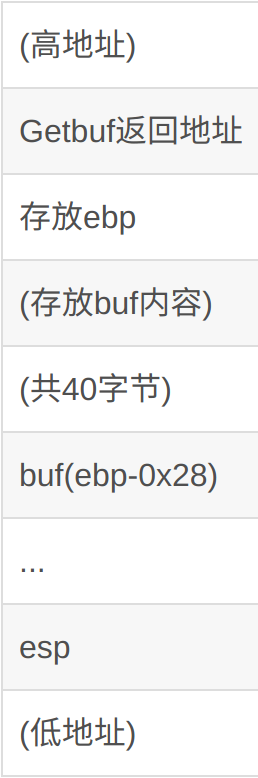 (高地址)
Getbuf返回地址
存放ebp
(存放buf内容)
(共40字节)
buf(ebp-0x28)
...
esp
(低地址)